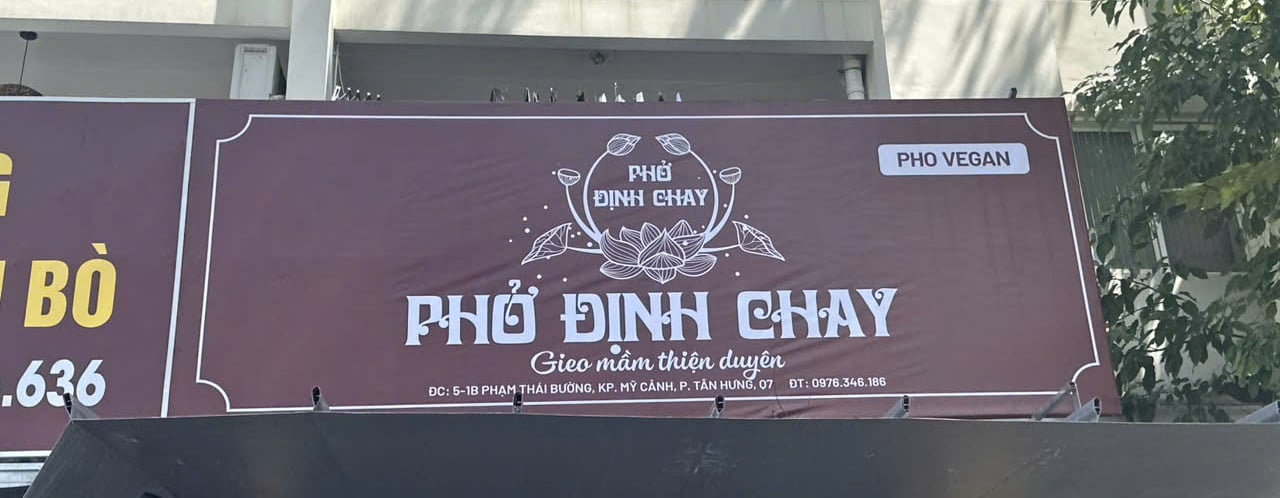 BÒ
.636
PHỞ
ĐỊNH CHAY
PHO VEGAN
PHỞ ĐỊNH CHAY
Gieo mầm thiện duyên
ĐC: 5-1B PHẠM THÁI BƯỜNG, KP. MỸ CẢNH, P. TÂN HƯNG, Q7 ĐT: 0976.346.186